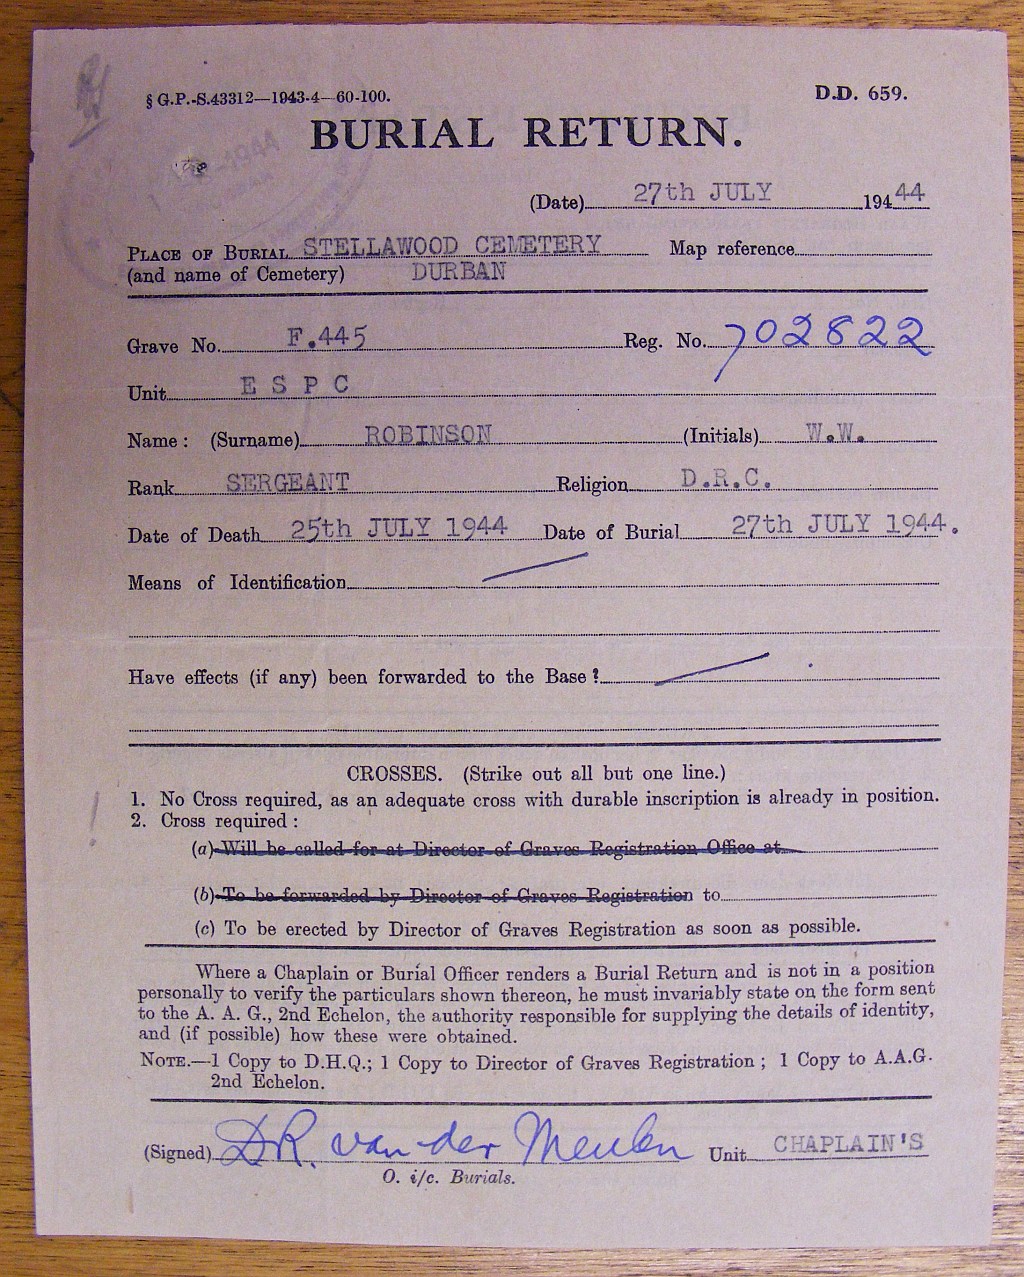 § G.P.-S.43312—1943-4—60-100. D.D. 659.
BURIAL RETURN.
(Date) 27th JULY 194 44
PLACE OF BURIAL STELLAWOOD CEMETERY Map reference
(and name of Cemetery) DURBAN
Grave No. F.445 Reg. No. 702822
Unit E S P C
Name : (Surname) ROBINSON (Initials) W.W.
Rank SERGEANT Religion D.R.C.
Date of Death 25th JULY 1944 Date of Burial 27th JULY 1944.
Means of Identification
Have effects (if any) been forwarded to the Base ?
CROSSES. (Strike out all but one line.)
1. No Cross required, as an adequate cross with durable inscription is already in position.
2. Cross required :
(a) Will be called for at Director of Graves Registration Office at
(b) To be forwarded by Director of Graves Registration to
(c) To be erected by Director of Graves Registration as soon as possible.
Where a Chaplain or Burial Officer renders a Burial Return and is not in a position
personally to verify the particulars shown thereon, he must invariably state on the form sent
to the A. A. G., 2nd Echelon, the authority responsible for supplying the details of identity,
and (if possible) how these were obtained.
NOTE.—1 Copy to D.H.Q.; 1 Copy to Director of Graves Registration ; 1 Copy to A.A.G.
2nd Echelon.
(Signed) D.R. van der Meulen Unit CHAPLAIN'S
O. i/c. Burials.